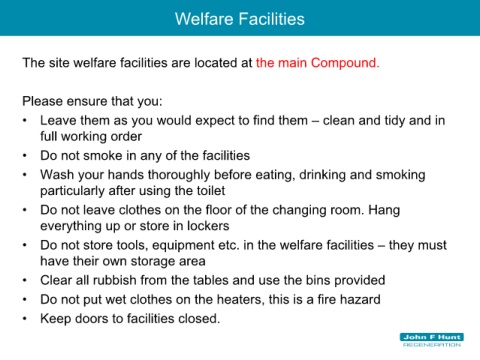 Welfare Facilities
The site welfare facilities are located at the main Compound.
Please ensure that you:
• Leave them as you would expect to find them – clean and tidy and in
full working order
• Do not smoke in any of the facilities
• Wash your hands thoroughly before eating, drinking and smoking
particularly after using the toilet
• Do not leave clothes on the floor of the changing room. Hang
everything up or store in lockers
• Do not store tools, equipment etc. in the welfare facilities – they must
have their own storage area
• Clear all rubbish from the tables and use the bins provided
• Do not put wet clothes on the heaters, this is a fire hazard
• Keep doors to facilities closed.
John F Hunt
REGENERATION